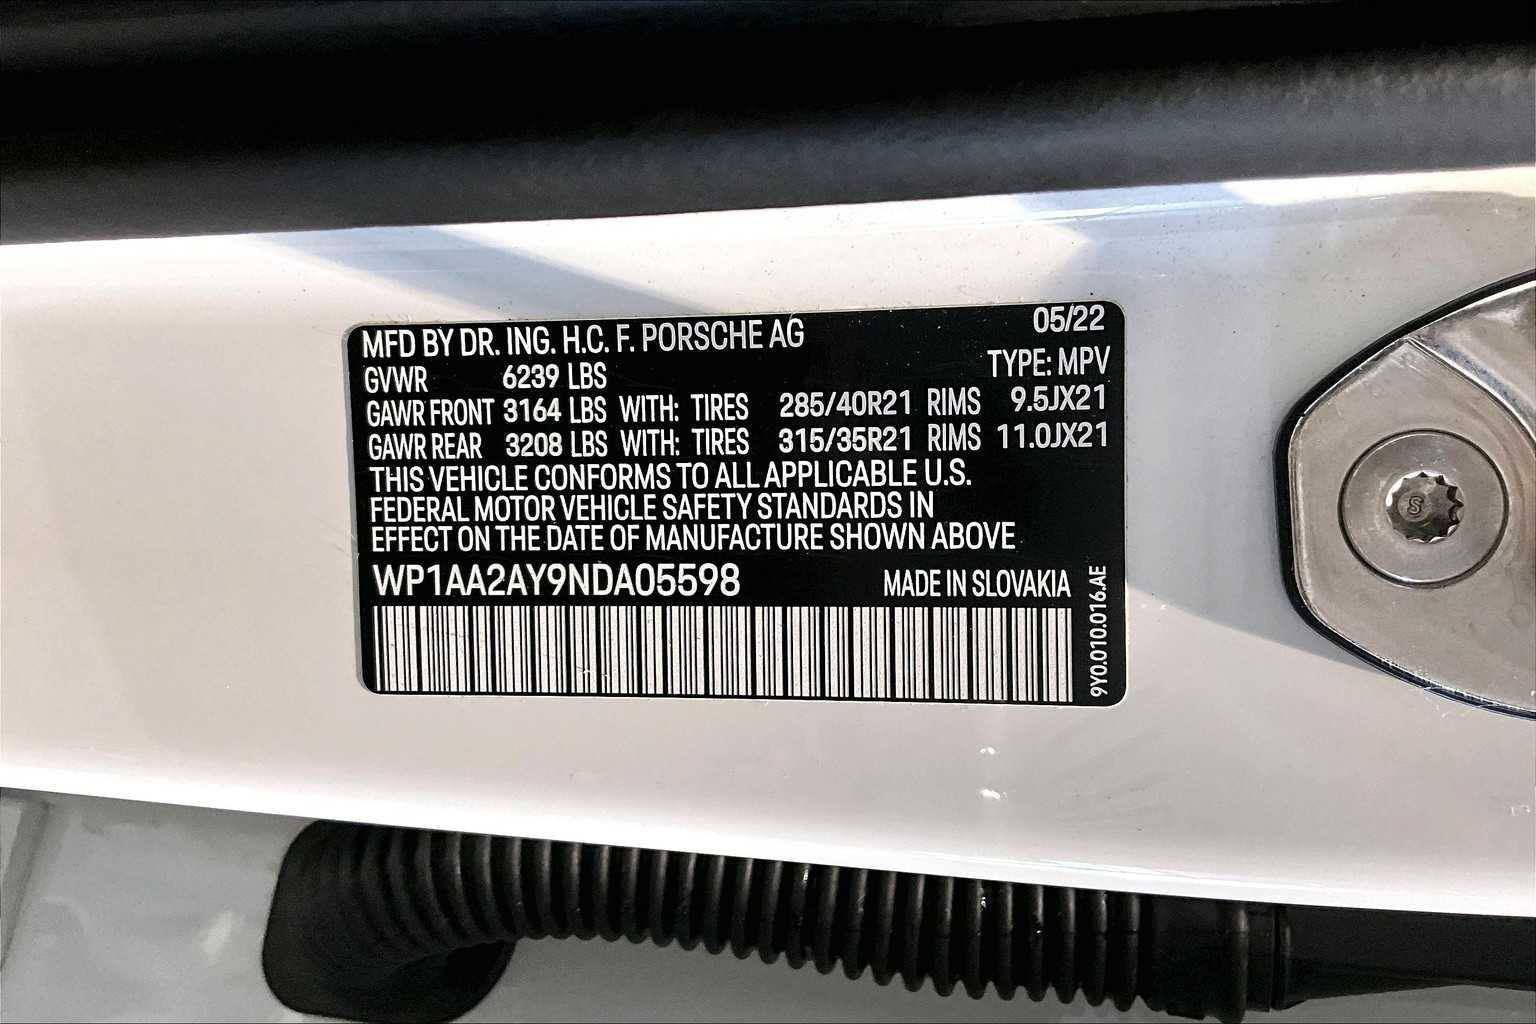 MFD BY DR. ING. H.C. F. PORSCHE AG 05/22
GVWR 6239 LBS TYPE: MPV
GAWR FRONT 3164 LBS WITH: TIRES 285/40R21 RIMS 9.5JX21
GAWR REAR 3208 LBS WITH: TIRES 315/35R21 RIMS 11.0JX21
THIS VEHICLE CONFORMS TO ALL APPLICABLE U.S.
FEDERAL MOTOR VEHICLE SAFETY STANDARDS IN
EFFECT ON THE DATE OF MANUFACTURE SHOWN ABOVE
WP1AA2AY9NDA05598 MADE IN SLOVAKIA
9Y0.010.016.AE
S